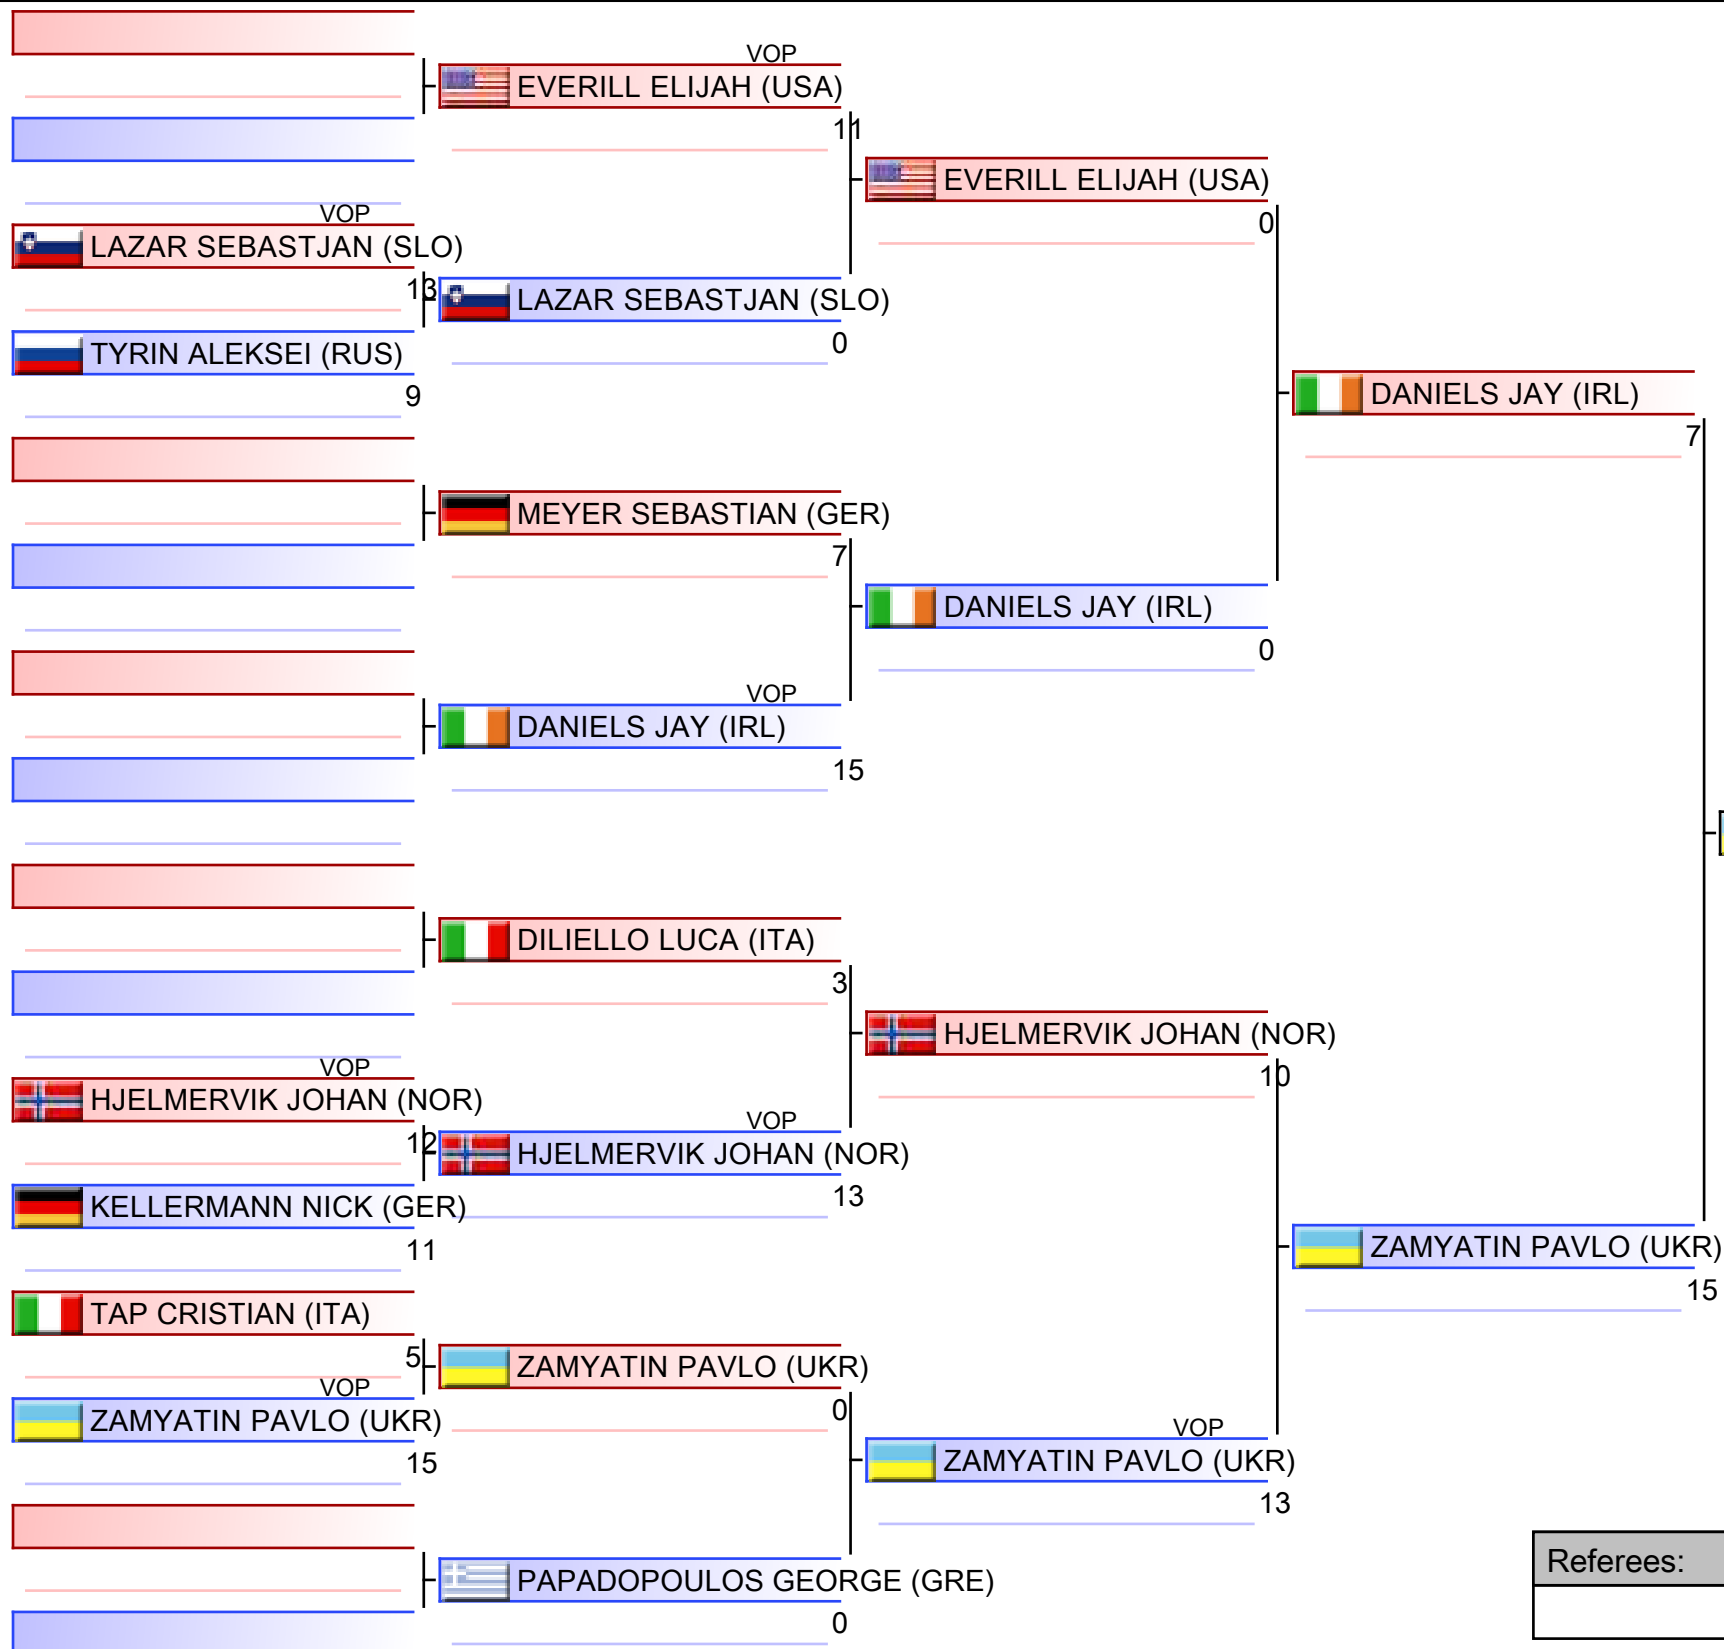 VOP
EVERILL ELIJAH (USA)
11
EVERILL ELIJAH (USA)
0
VOP
LAZAR SEBASTJAN (SLO)
13
LAZAR SEBASTJAN (SLO)
0
TYRIN ALEKSEI (RUS)
9
DANIELS JAY (IRL)
7
MEYER SEBASTIAN (GER)
7
DANIELS JAY (IRL)
0
VOP
DANIELS JAY (IRL)
15
DILIELLO LUCA (ITA)
3
HJELMERVIK JOHAN (NOR)
10
VOP
HJELMERVIK JOHAN (NOR)
12
VOP
HJELMERVIK JOHAN (NOR)
13
KELLERMANN NICK (GER)
11
ZAMYATIN PAVLO (UKR)
15
TAP CRISTIAN (ITA)
5
ZAMYATIN PAVLO (UKR)
0
VOP
ZAMYATIN PAVLO (UKR)
15
VOP
ZAMYATIN PAVLO (UKR)
13
PAPADOPOULOS GEORGE (GRE)
0
Referees: